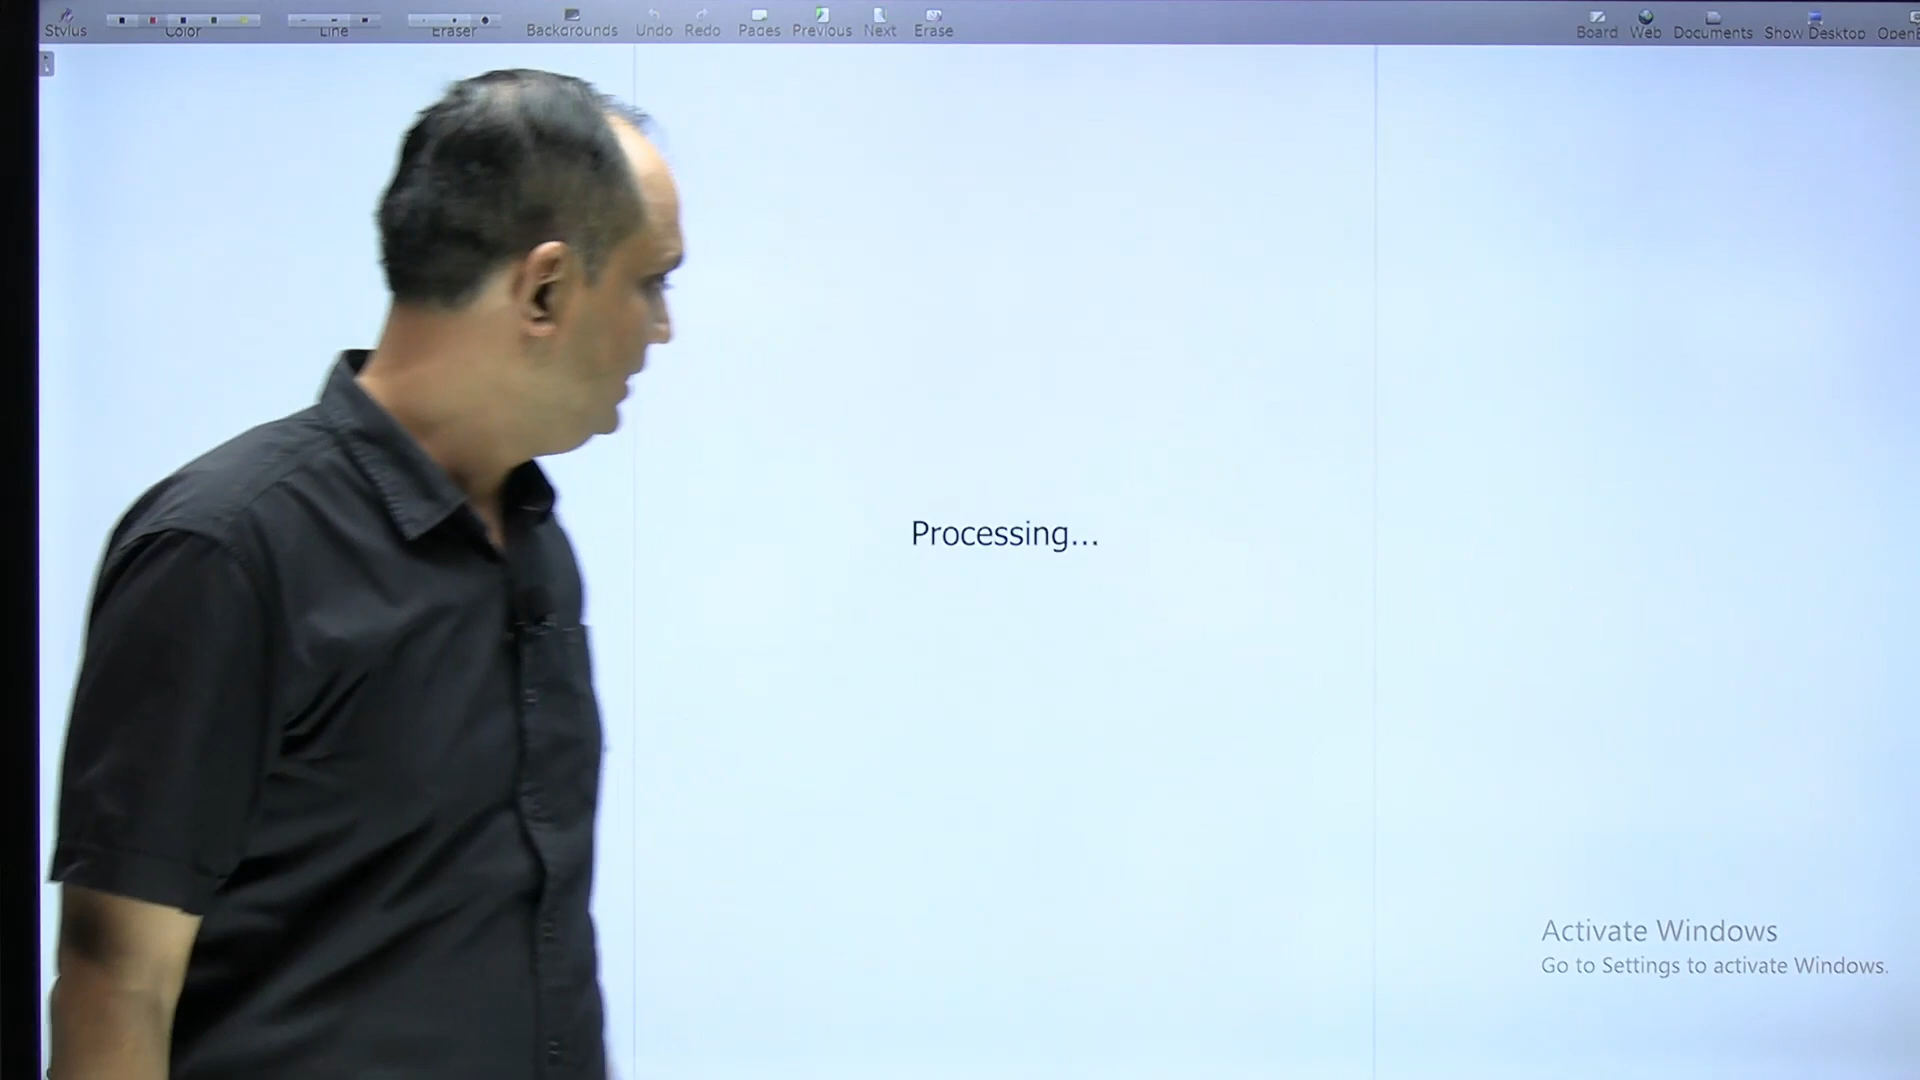 Stylus
Color
Line
Eraser
Backgrounds
Undo
Redo
Pages
Previous
Next
Erase
Board
Web
Documents
Show Desktop
Processing...
Activate Windows
Go to Settings to activate Windows.